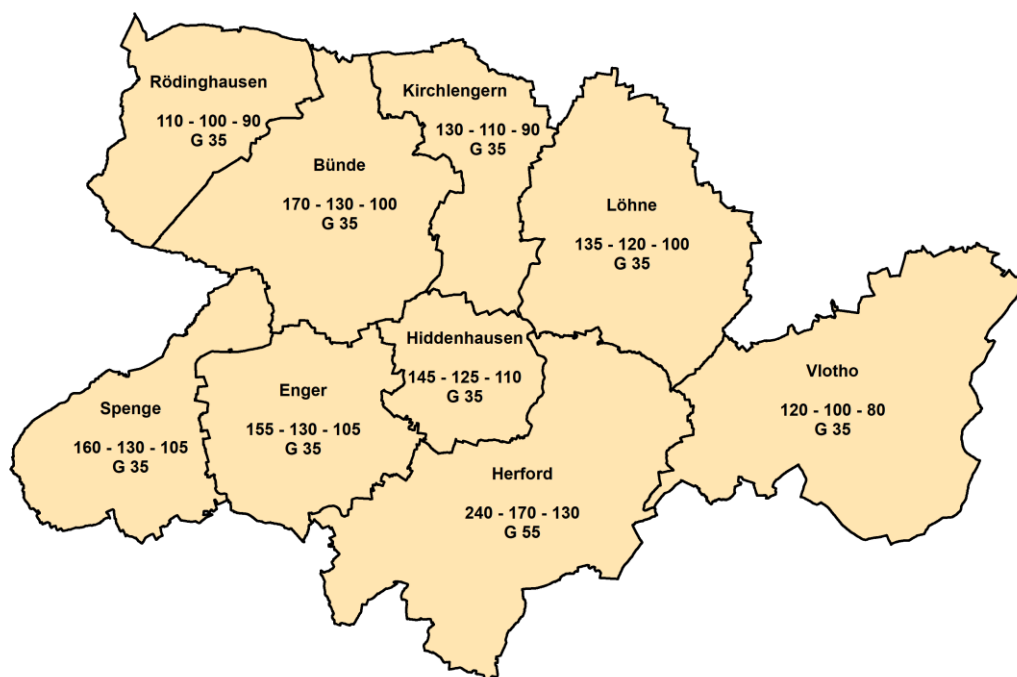 Rödinghausen
110 - 100 - 90
G 35
Kirchlengern
130 - 110 - 90
G 35
Bünde
170 - 130 - 100
G 35
Löhne
135 - 120 - 100
G 35
Hiddenhausen
145 - 125 - 110
G 35
Vlotho
120 - 100 - 80
G 35
Spenge
160 - 130 - 105
G 35
Enger
155 - 130 - 105
G 35
Herford
240 - 170 - 130
G 55